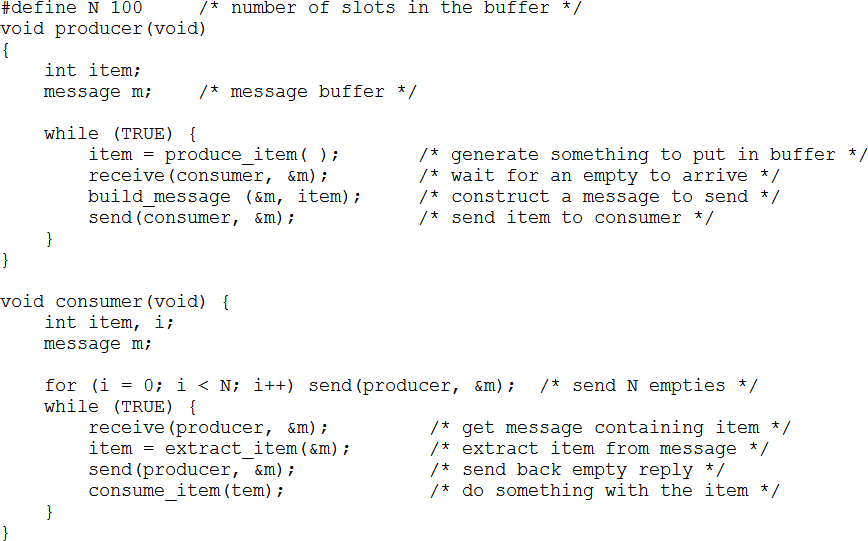 #define N 100 /* number of slots in the buffer */
void producer(void)
{
int item;
message m; /* message buffer */
while (TRUE) {
item = produce_item( ); /* generate something to put in buffer */
receive(consumer, &m); /* wait for an empty to arrive */
build_message (&m, item); /* construct a message to send */
send(consumer, &m); /* send item to consumer */
}
}
void consumer(void) {
int item, i;
message m;
for (i = 0; i < N; i++) send(producer, &m); /* send N empties */
while (TRUE) {
receive(producer, &m); /* get message containing item */
item = extract_item(&m); /* extract item from message */
send(producer, &m); /* send back empty reply */
consume_item(tem); /* do something with the item */
}
}